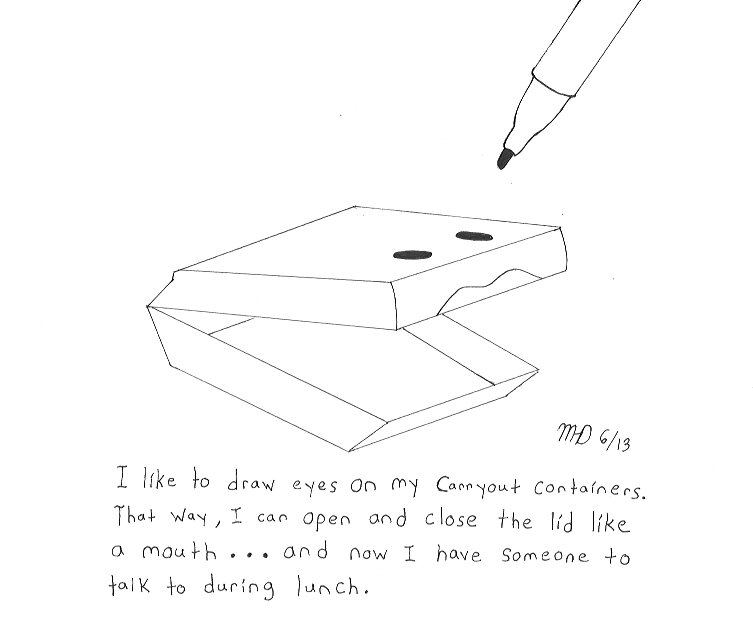 MD 6/13
I like to draw eyes on my Carryout containers.
That way, I can open and close the lid like
a mouth... and now I have someone to
talk to during lunch.